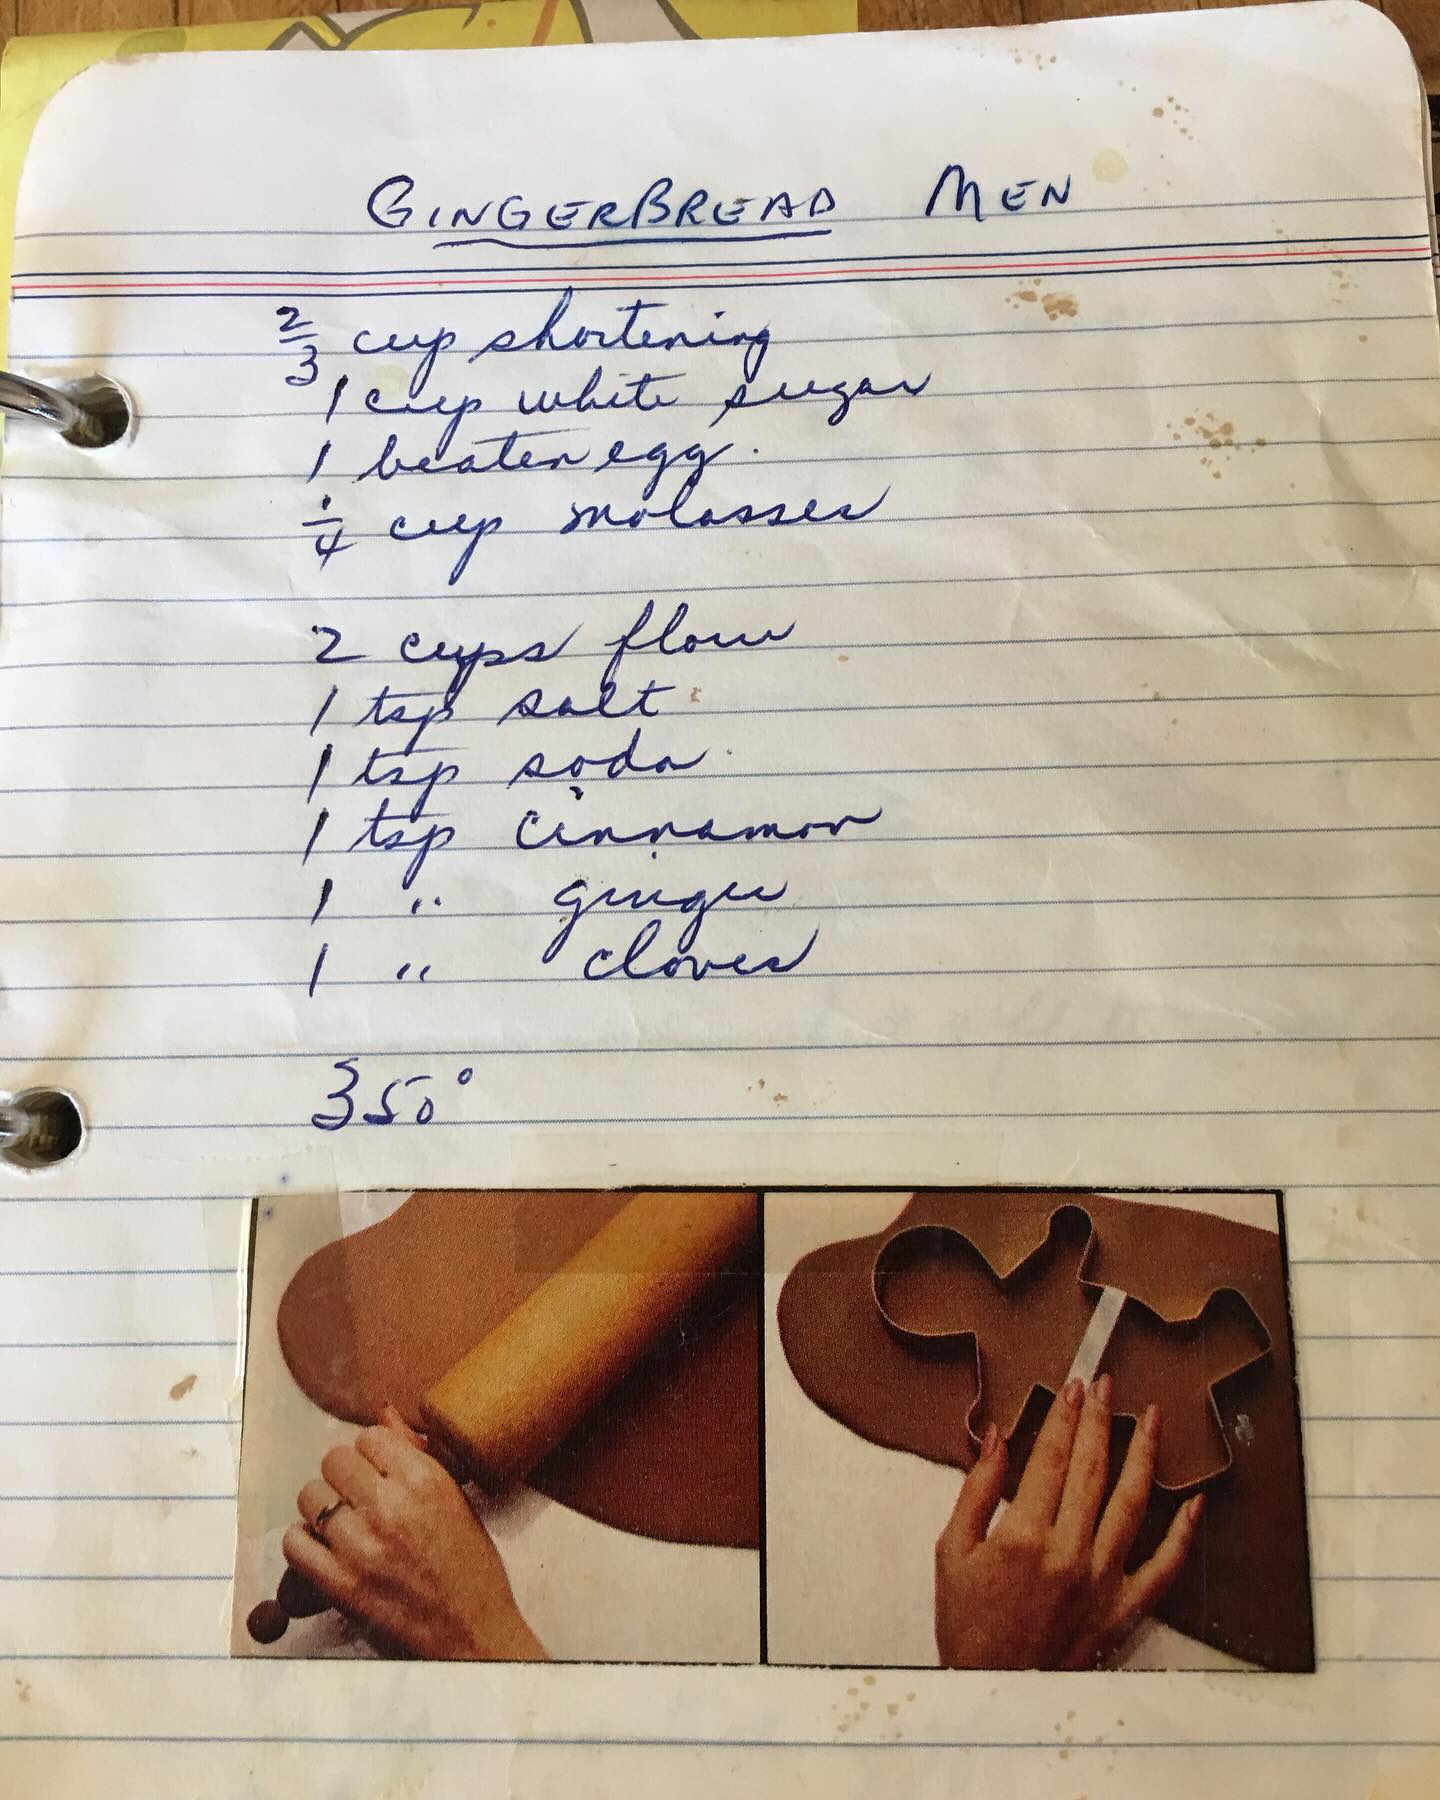 GINGERBREAD MEN
2/3 cup shortening
1 cup white sugar
1 beaten egg.
1/4 cup molasses
2 cups flour
1 tsp salt
1 tsp soda
1 tsp cinnamon
1 " ginger
1 " cloves
350°